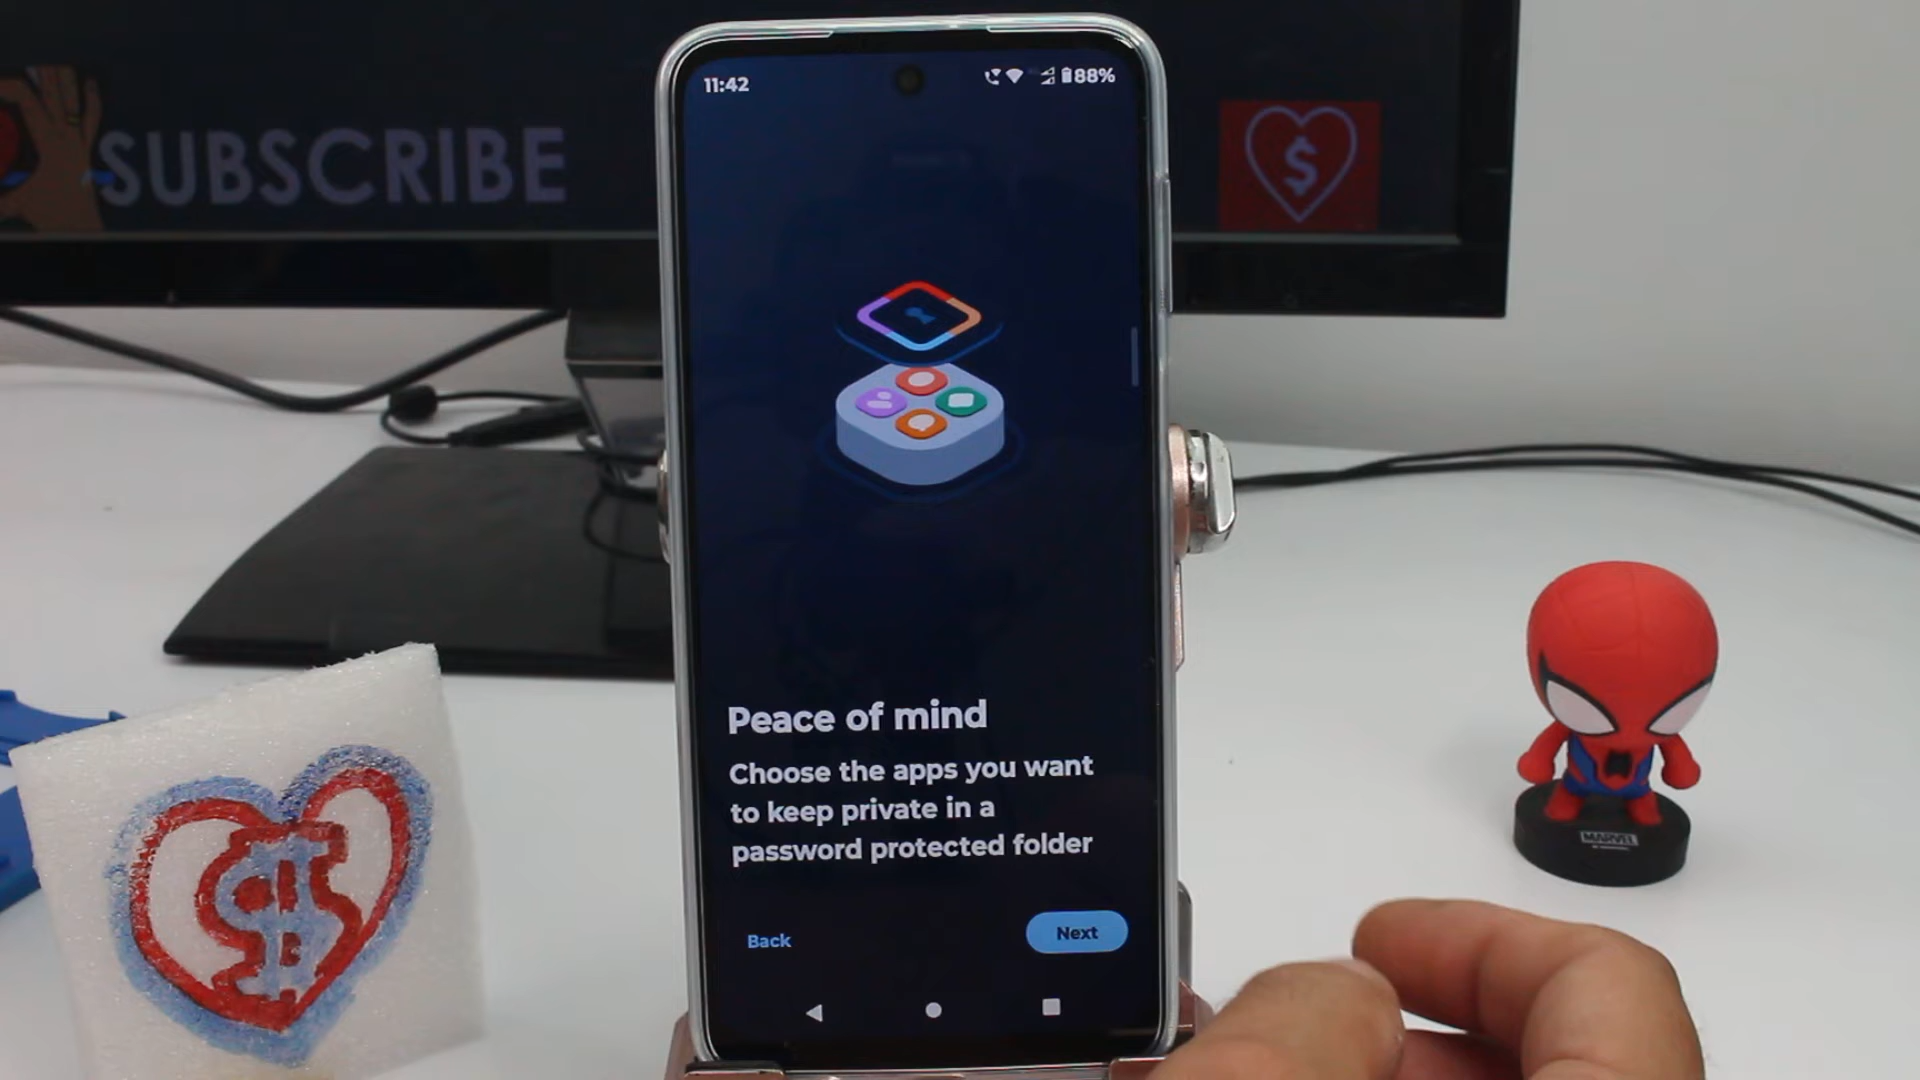 SUBSCRIBE
$
11:42
88%
Peace of mind
Choose the apps you want
to keep private in a
password protected folder
Back
Next
$
MARVEL